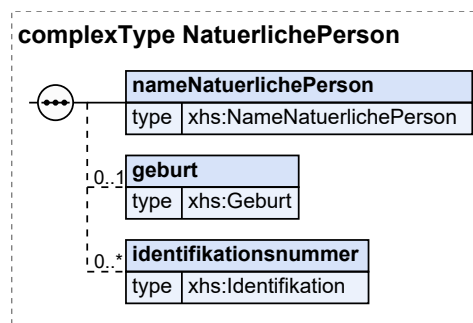 complexType NatuerlichePerson
nameNatuerlichePerson
type xhs:NameNatuerlichePerson
0..1 geburt
type xhs:Geburt
0..* identifikationsnummer
type xhs:Identifikation